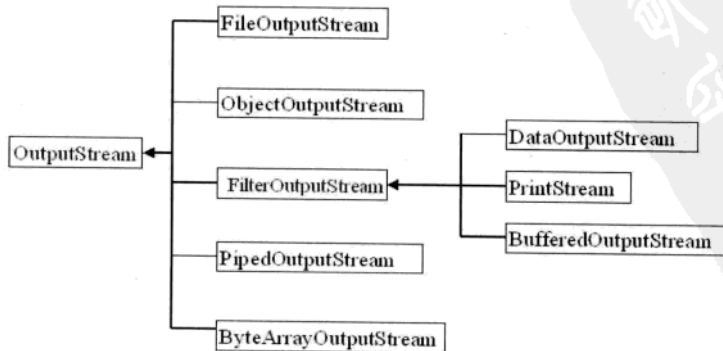 FileOutputStream
ObjectOutputStream
OutputStream
FilterOutputStream
PipedOutputStream
ByteArrayOutputStream
DataOutputStream
PrintStream
BufferedOutputStream